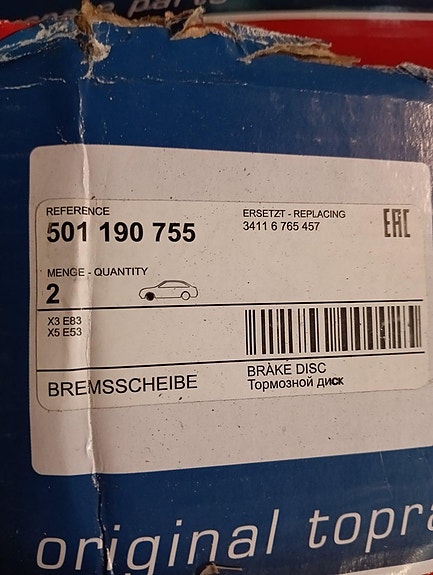 parts
REFERENCE
501 190 755
ERSETZT - REPLACING
3411 6 765 457
EAC
MENGE - QUANTITY
2
X3 E83
X5 E53
BREMSSCHEIBE
BRAKE DISC
Тормозной диск
original topra